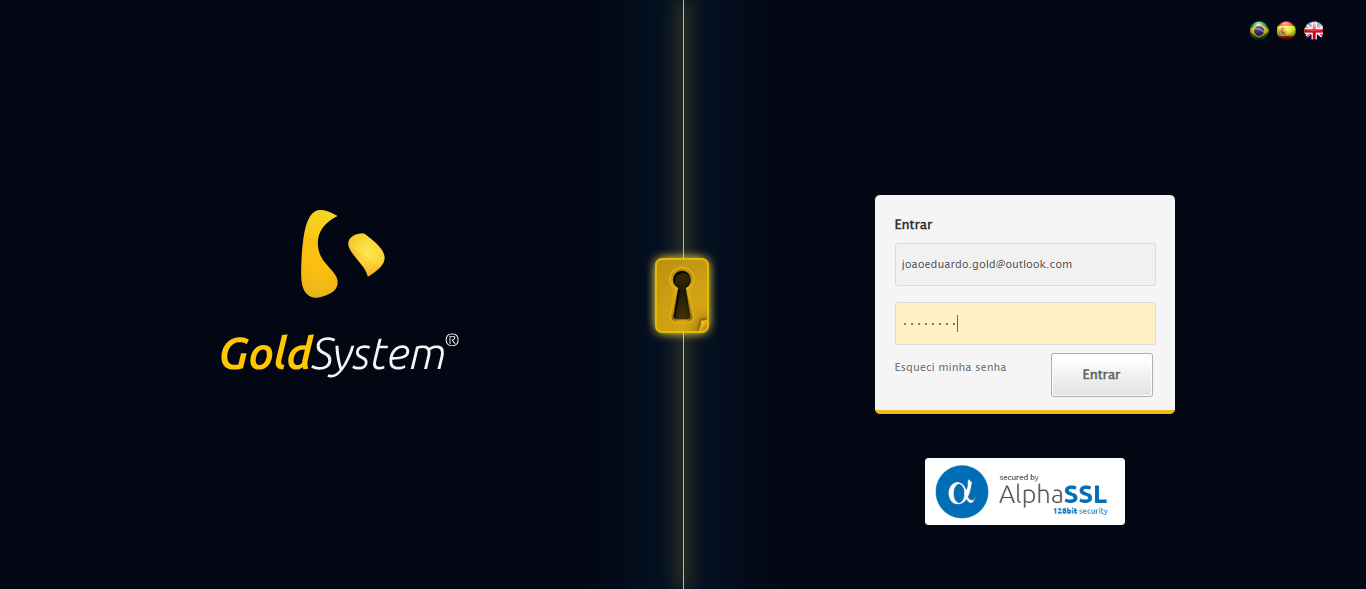 GoldSystem®
Entrar
joaoeduardo.gold@outlook.com
........
Esqueci minha senha
Entrar
α
secured by
AlphaSSL
128bit security